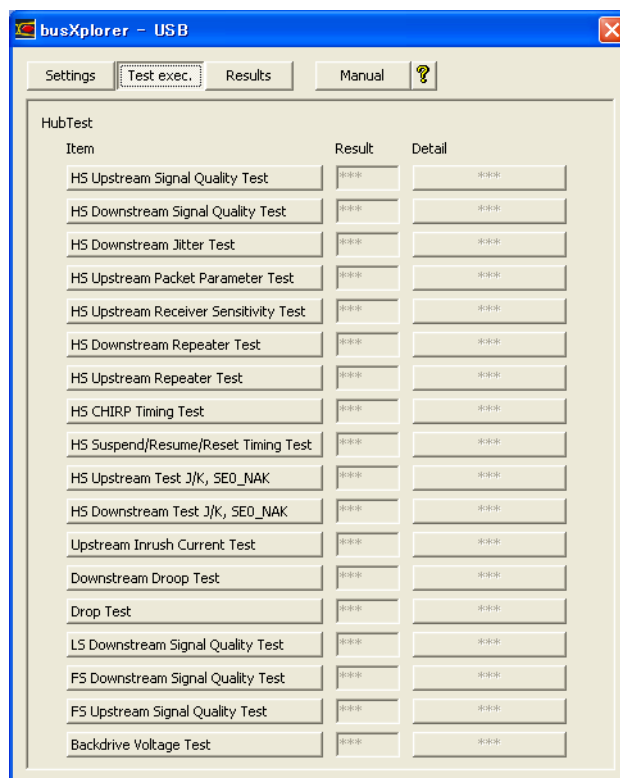 busXplorer - USB
Settings Test exec. Results Manual ?
HubTest
Item Result Detail
HS Upstream Signal Quality Test *** ***
HS Downstream Signal Quality Test *** ***
HS Downstream Jitter Test *** ***
HS Upstream Packet Parameter Test *** ***
HS Upstream Receiver Sensitivity Test *** ***
HS Downstream Repeater Test *** ***
HS Upstream Repeater Test *** ***
HS CHIRP Timing Test *** ***
HS Suspend/Resume/Reset Timing Test *** ***
HS Upstream Test J/K, SE0_NAK *** ***
HS Downstream Test J/K, SE0_NAK *** ***
Upstream Inrush Current Test *** ***
Downstream Droop Test *** ***
Drop Test *** ***
LS Downstream Signal Quality Test *** ***
FS Downstream Signal Quality Test *** ***
FS Upstream Signal Quality Test *** ***
Backdrive Voltage Test *** ***